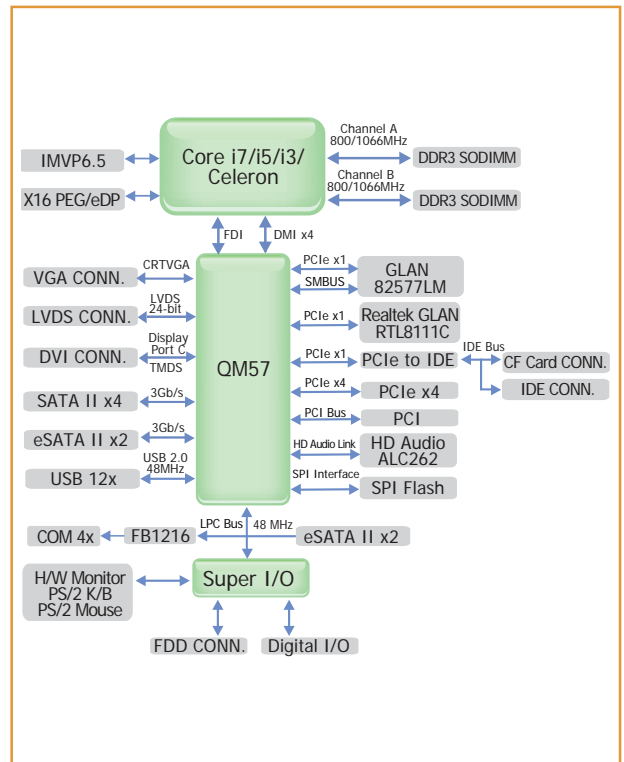 Channel A
800/1066MHz
Core i7/i5/i3/
Celeron
IMVP6.5
DDR3 SODIMM
Channel B
800/1066MHz
X16 PEG/eDP
DDR3 SODIMM
FDI
DMI x4
CRTVGA
VGA CONN.
PCIe x1
SMBUS
GLAN
82577LM
LVDS
24-bit
LVDS CONN.
PCIe x1
Realtek GLAN
RTL8111C
Display
Port C
TMDS
DVI CONN.
QM57
PCIe x1
PCIe to IDE
IDE Bus
CF Card CONN.
IDE CONN.
SATA II x4
3Gb/s
PCIe x4
PCIe x4
PCI Bus
PCI
eSATA II x2
3Gb/s
HD Audio Link
HD Audio
ALC262
USB 12x
USB 2.0
48MHz
SPI Interface
SPI Flash
COM 4x
FB1216
LPC Bus
48 MHz
eSATA II x2
Super I/O
H/W Monitor
PS/2 K/B
PS/2 Mouse
FDD CONN.
Digital I/O